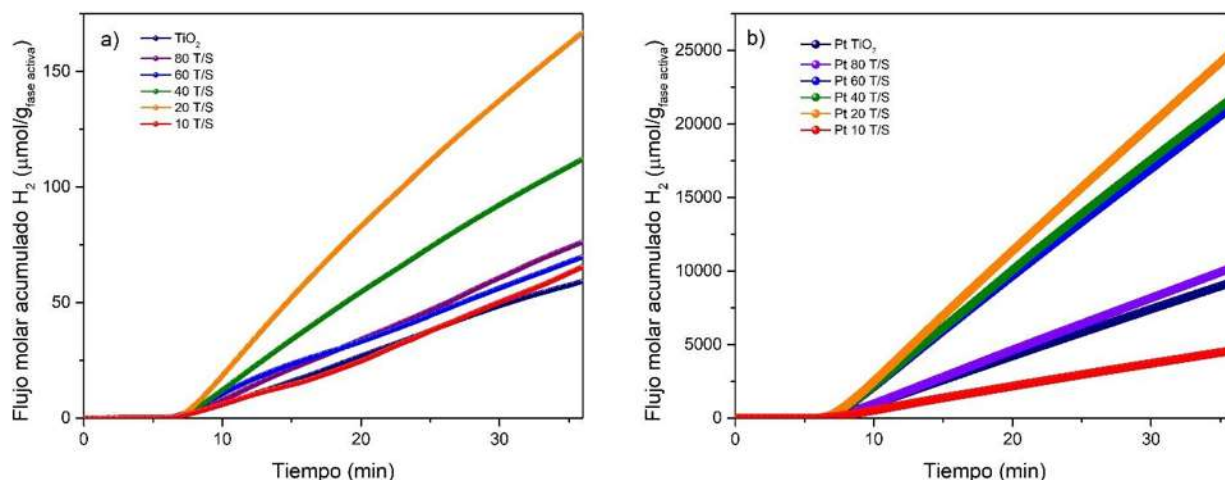 a)
TiO2
80 T/S
60 T/S
40 T/S
20 T/S
10 T/S
Flujo molar acumulado H2 (μmol/gfase activa)
150
100
50
0
0
10
20
30
Tiempo (min)
b)
Pt TiO2
Pt 80 T/S
Pt 60 T/S
Pt 40 T/S
Pt 20 T/S
Pt 10 T/S
Flujo molar acumulado H2 (μmol/gfase activa)
25000
20000
15000
10000
5000
0
0
10
20
30
Tiempo (min)